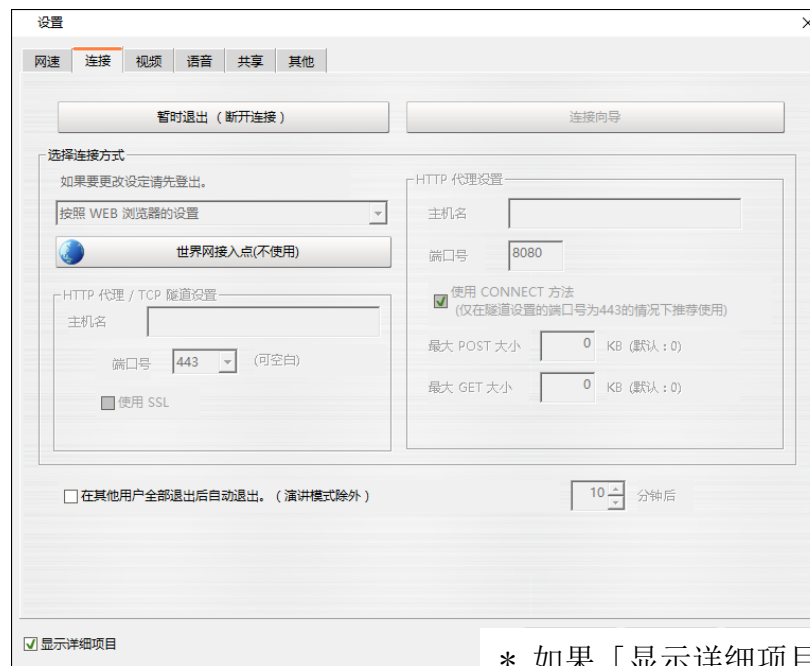 设置
网速 连接 视频 语音 共享 其他
暂时退出 （断开连接）
连接向导
选择连接方式
如果要更改设定请先登出。
按照 WEB 浏览器的设置
世界网接入点(不使用)
HTTP 代理 / TCP 隧道设置
主机名
端口号 443 (可空白)
使用 SSL
HTTP 代理设置
主机名
端口号 8080
使用 CONNECT 方法
(仅在隧道设置的端口号为443的情况下推荐使用)
最大 POST 大小 0 KB (默认：0)
最大 GET 大小 0 KB (默认：0)
在其他用户全部退出后自动退出。（演讲模式除外）
10 分钟后
显示详细项目
* 如果「显示详细项目